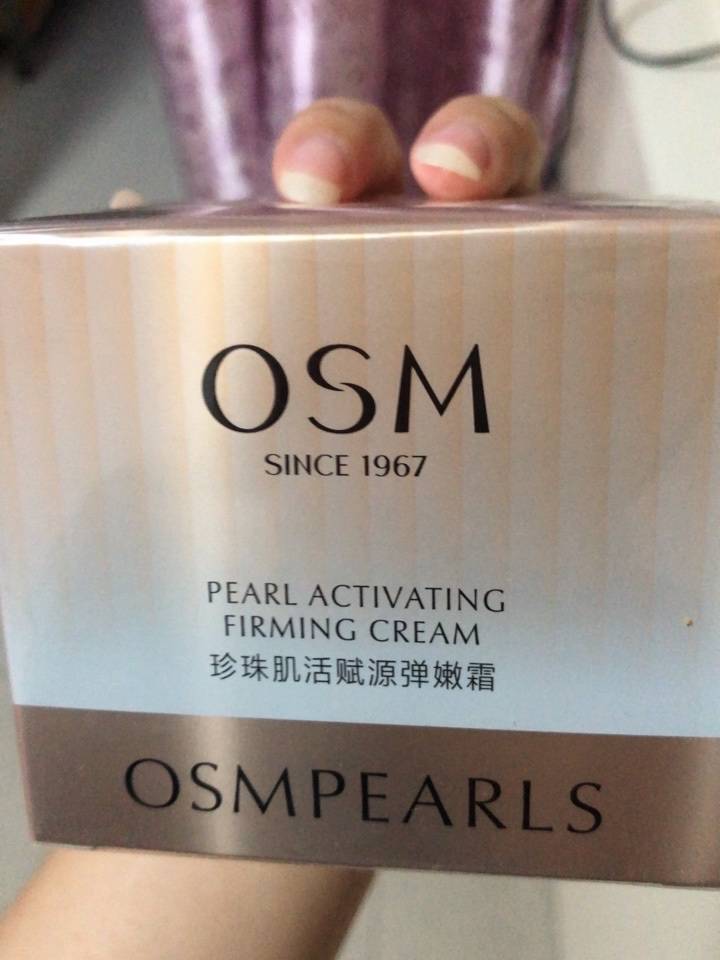 OSM
SINCE 1967
PEARL ACTIVATING
FIRMING CREAM
珍珠肌活赋源弹嫩霜
OSMPEARLS